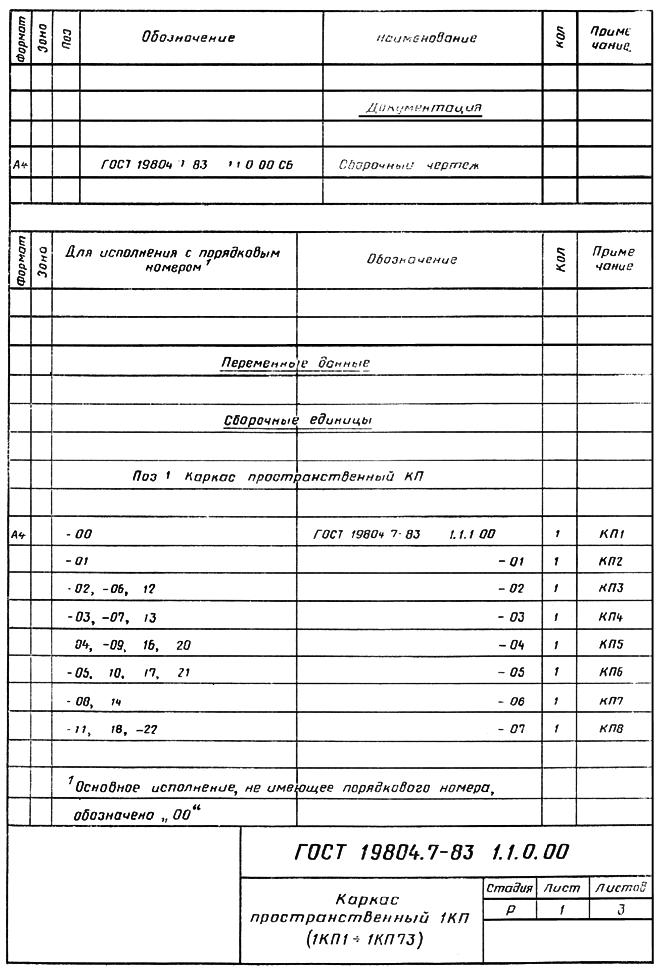 Формат Зона Поз Обозначение Наименование Кол Приме
чание
Документация
А4 ГОСТ 19804 7 83 1 1 0 00 СБ Сборочный чертеж
Формат Зона Для исполнения с порядковым Обозначение Кол Приме
номером¹ чание
Переменные данные
Сборочные единицы
Поз 1 Каркас пространственный КП
А4 -00 ГОСТ 19804 7-83 1.1.1 00 1 КП1
-01 -01 1 КП2
-02, -06, 12 -02 1 КП3
-03, -07, 13 -03 1 КП4
04, -09, 16, 20 -04 1 КП5
-05, 10, 17, 21 -05 1 КП6
-08, 14 -06 1 КП7
-11, 18, -22 -07 1 КП8
¹Основное исполнение, не имеющее порядкового номера,
обозначено „00“
ГОСТ 19804.7-83 1.1.0.00
Каркас
пространственный 1КП
(1КП1÷1КП73)
Стадия Лист Листов
Р 1 3